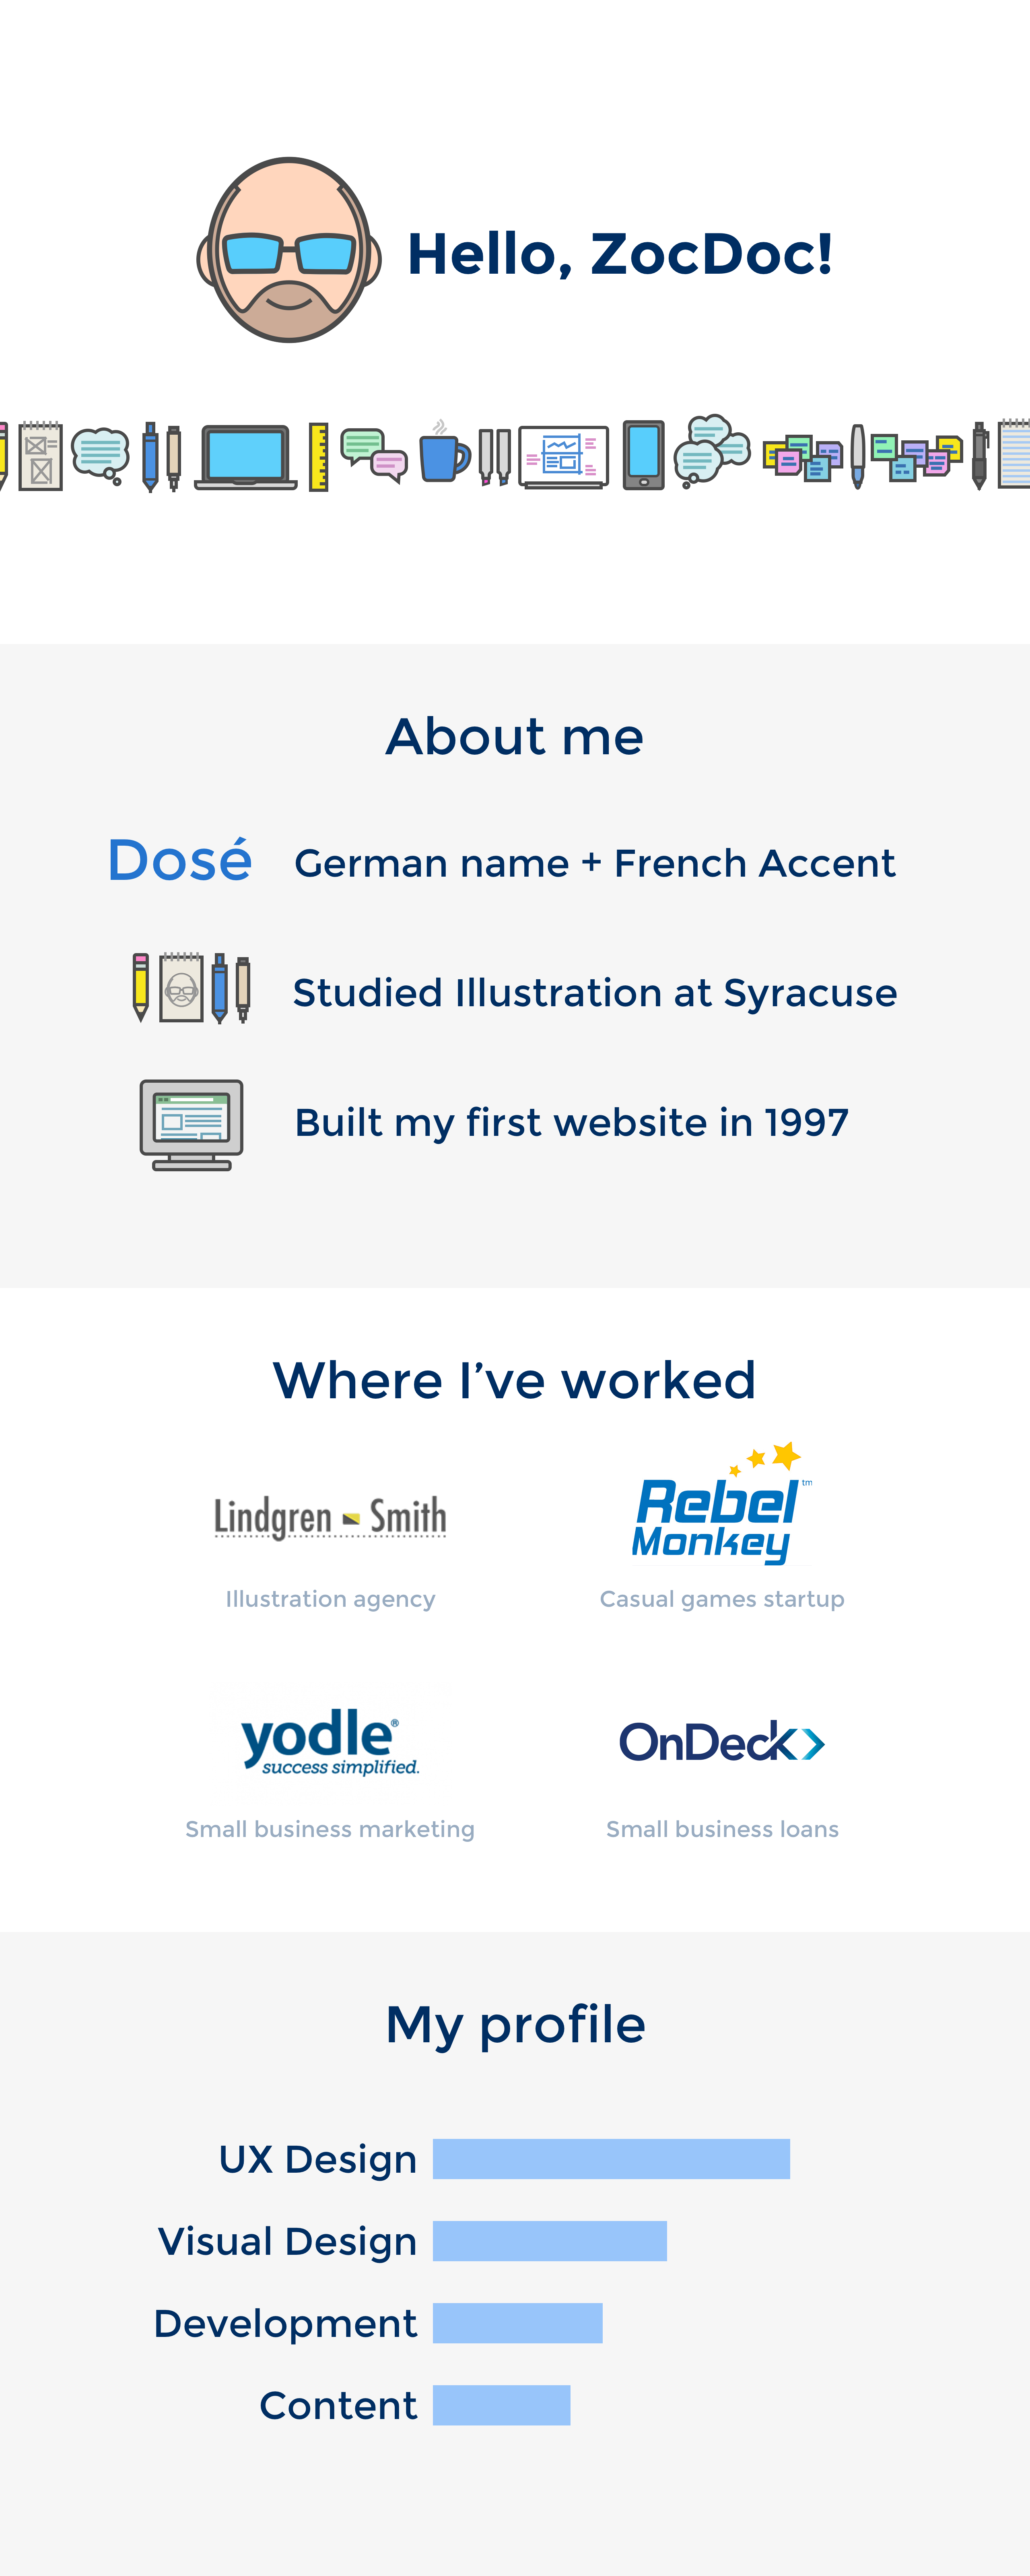 Hello, ZocDoc!
About me
Dosé
German name + French Accent
Studied Illustration at Syracuse
Built my first website in 1997
Where I’ve worked
Lindgren Smith
Rebel™
Monkey
Illustration agency
Casual games startup
yodle®
success simplified.
OnDeck
Small business marketing
Small business loans
My profile
UX Design
Visual Design
Development
Content